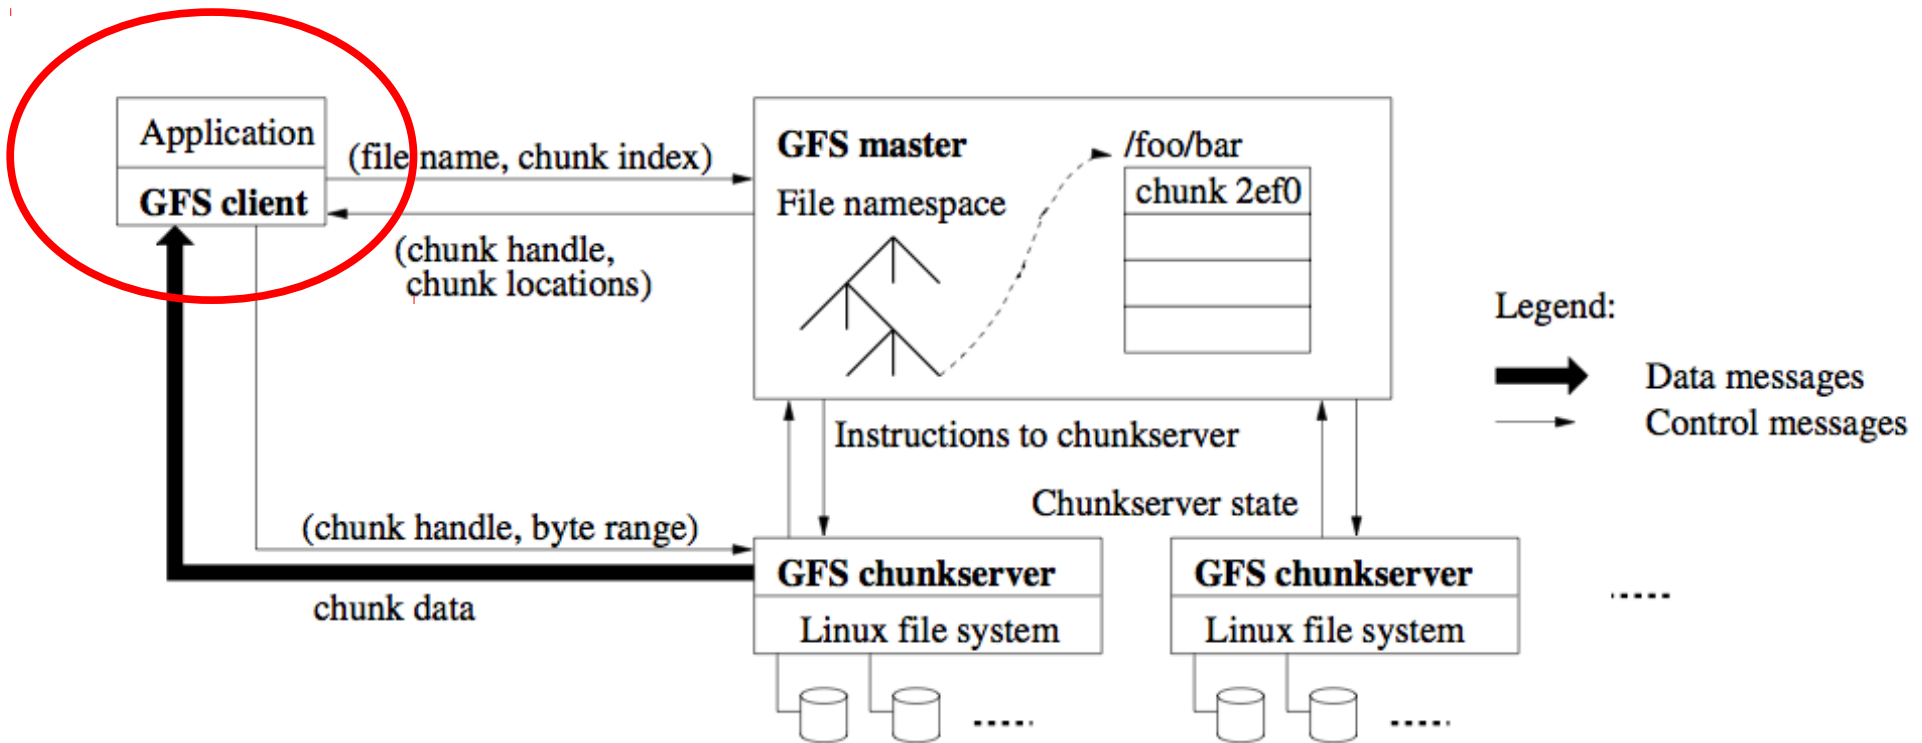 Application
GFS client
(file name, chunk index)
(chunk handle,
chunk locations)
GFS master
File namespace
/foo/bar
chunk 2ef0
Legend:
Data messages
Control messages
Instructions to chunkserver
Chunkserver state
(chunk handle, byte range)
chunk data
GFS chunkserver
Linux file system
GFS chunkserver
Linux file system